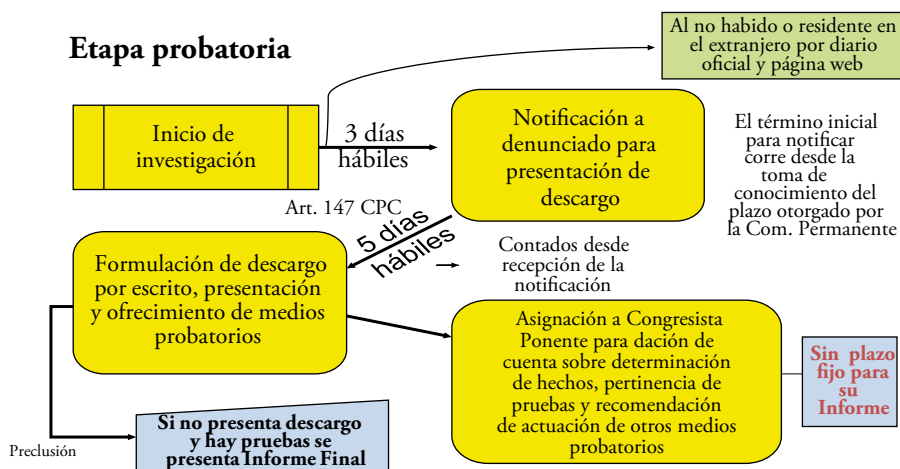 Etapa probatoria
Al no habido o residente en
el extranjero por diario
oficial y página web
Inicio de
investigación
3 días
hábiles
Notificación a
denunciado para
presentación de
descargo
El término inicial
para notificar
corre desde la
toma de
conocimiento del
plazo otorgado por
la Com. Permanente
Art. 147 CPC
5 días
hábiles
Contados desde
recepción de la
notificación
Formulación de descargo
por escrito, presentación
y ofrecimiento de medios
probatorios
Asignación a Congresista
Ponente para dación de
cuenta sobre determinación
de hechos, pertinencia de
pruebas y recomendación
de actuación de otros medios
probatorios
Sin plazo
fijo para
su
Informe
Preclusión
Si no presenta descargo
y hay pruebas se
presenta Informe Final